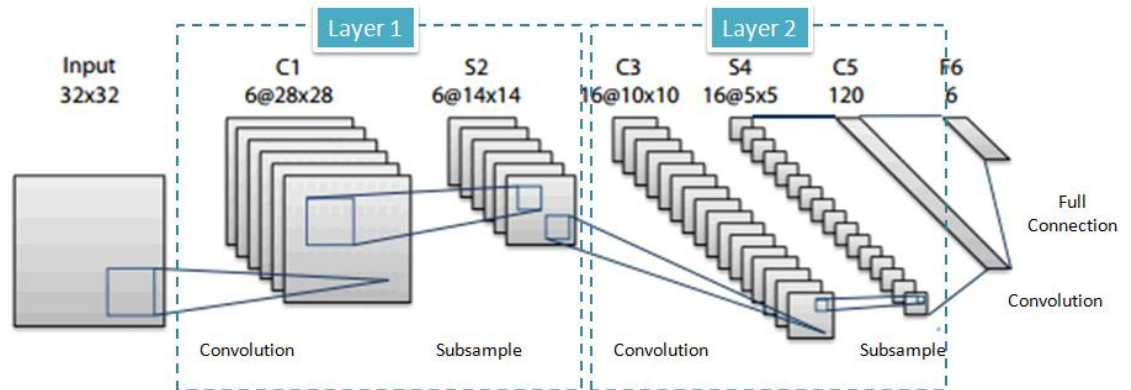 Layer 1
Layer 2
Input
32x32
C1
6@28x28
S2
6@14x14
C3
16@10x10
S4
16@5x5
C5
120
F6
6
Full
Connection
Convolution
Convolution
Subsample
Convolution
Subsample